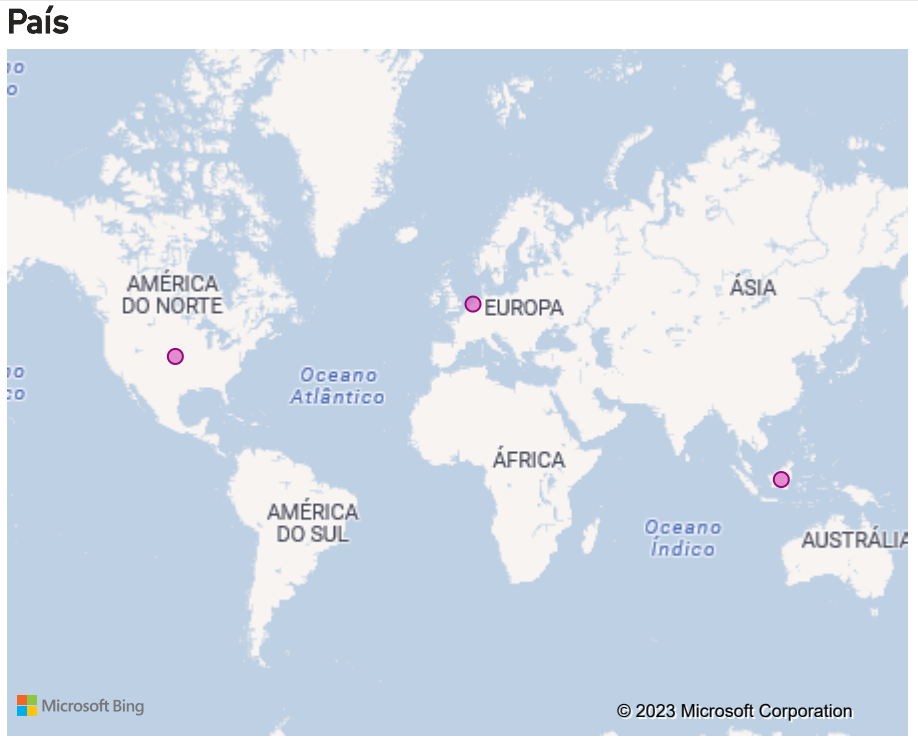 País
AMÉRICA
DO NORTE
EUROPA
ÁSIA
Oceano
Atlântico
ÁFRICA
AMÉRICA
DO SUL
Oceano
Índico
AUSTRÁLIA
Microsoft Bing
© 2023 Microsoft Corporation